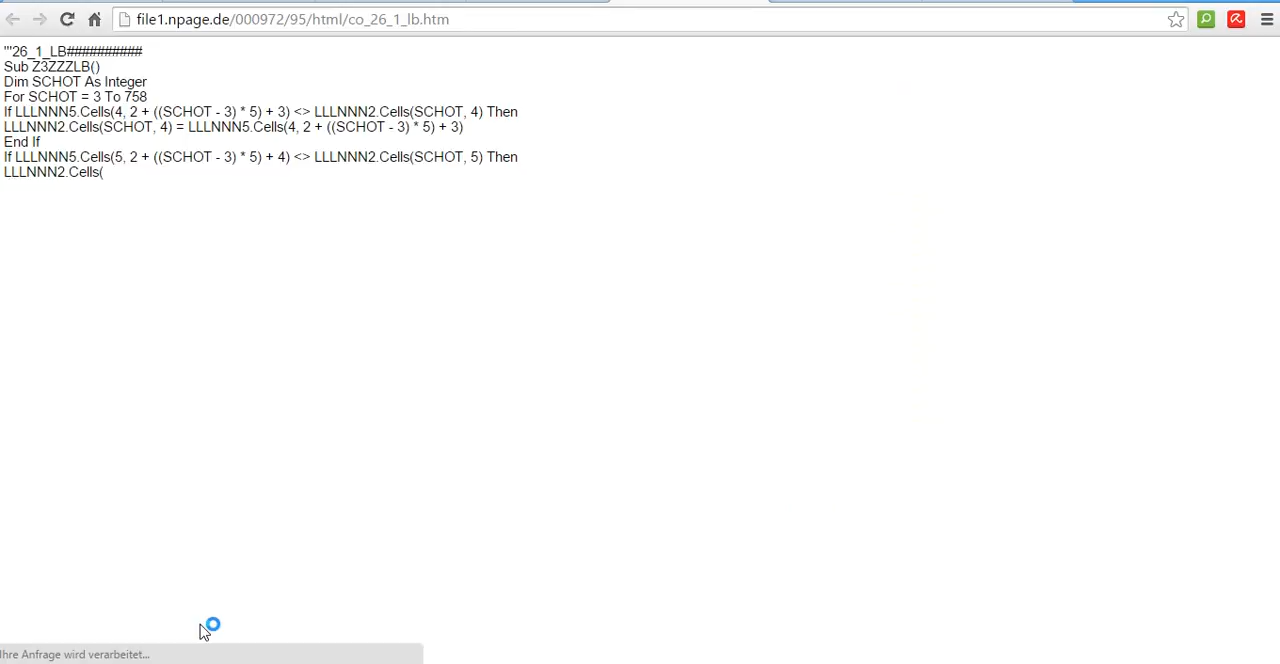 file1.npage.de/000972/95/html/co_26_1_lb.htm
'"26_1_LB##########
Sub Z3ZZZLB()
Dim SCHOT As Integer
For SCHOT = 3 To 758
If LLLNNN5.Cells(4, 2 + ((SCHOT - 3) * 5) + 3) <> LLLNNN2.Cells(SCHOT, 4) Then
LLLNNN2.Cells(SCHOT, 4) = LLLNNN5.Cells(4, 2 + ((SCHOT - 3) * 5) + 3)
End If
If LLLNNN5.Cells(5, 2 + ((SCHOT - 3) * 5) + 4) <> LLLNNN2.Cells(SCHOT, 5) Then
LLLNNN2.Cells(
Ihre Anfrage wird verarbeitet...